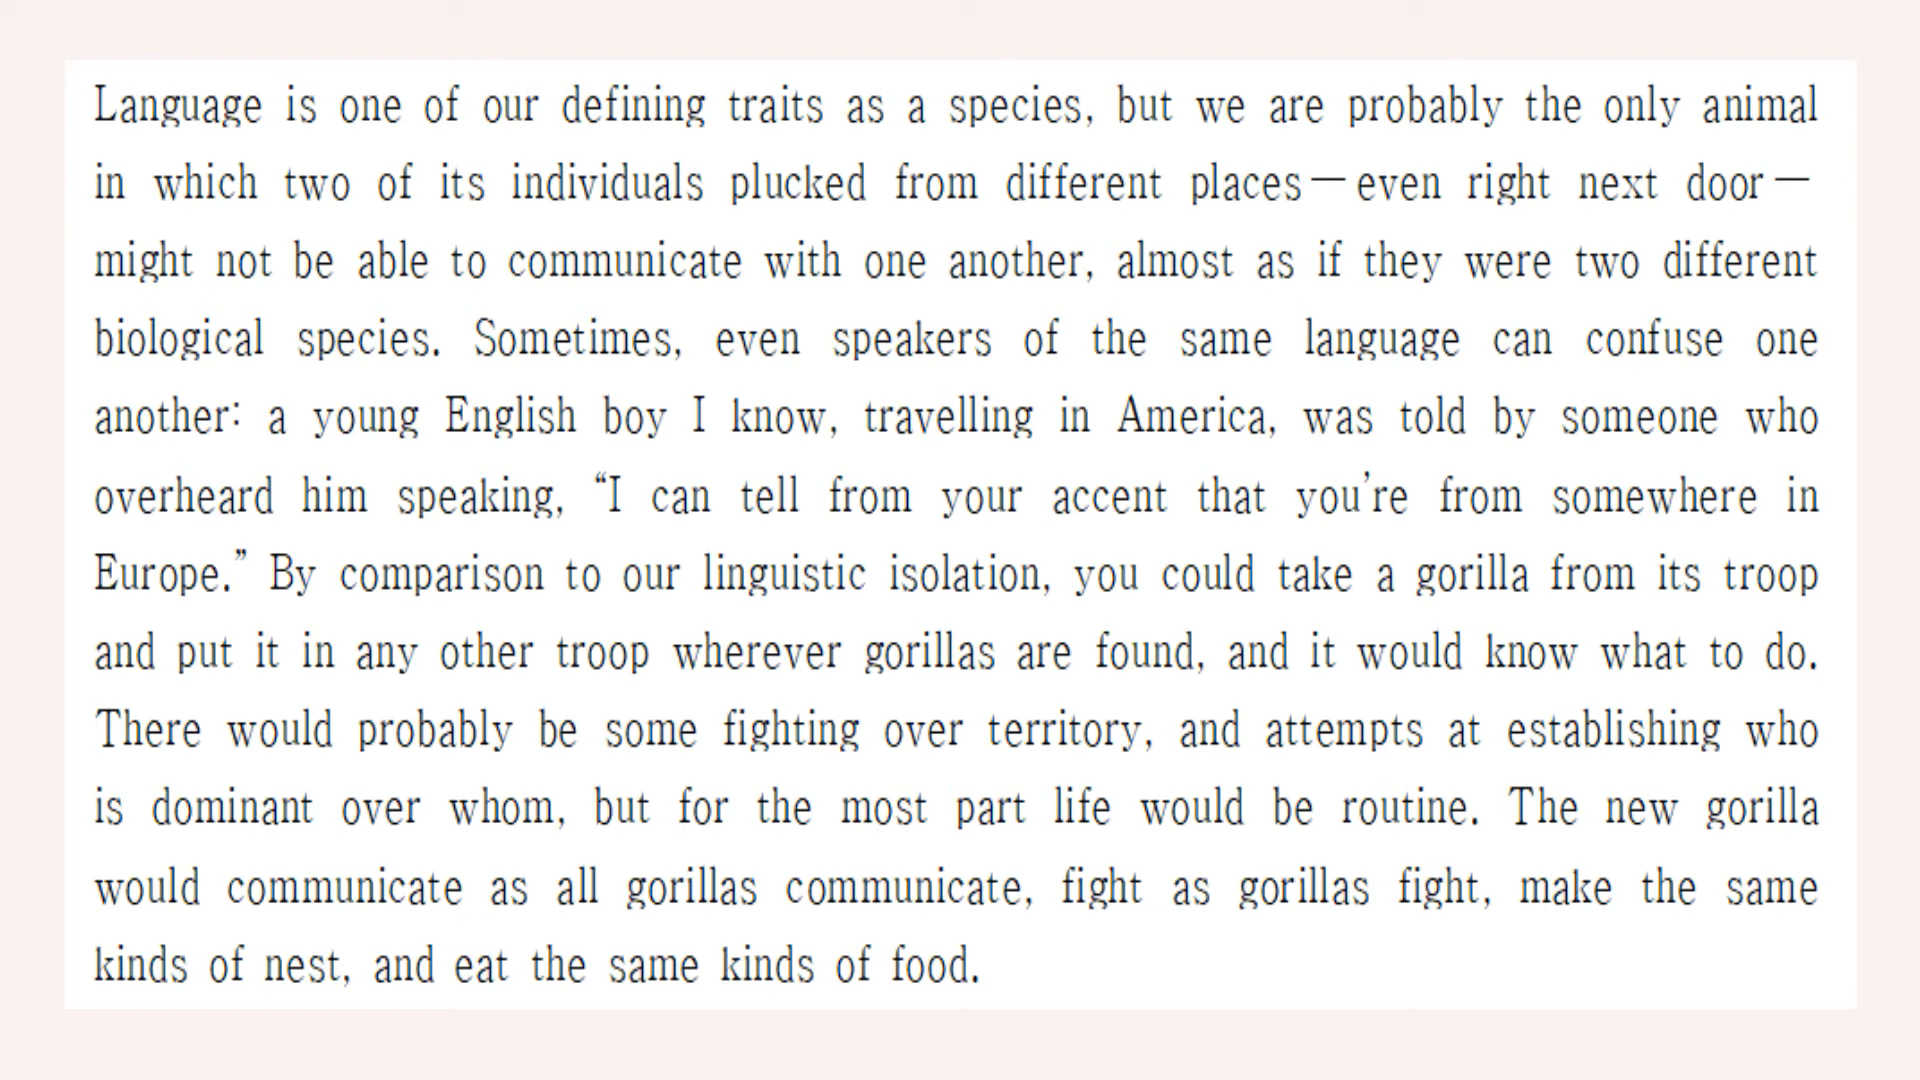 Language is one of our defining traits as a species, but we are probably the only animal
in which two of its individuals plucked from different places—even right next door—
might not be able to communicate with one another, almost as if they were two different
biological species. Sometimes, even speakers of the same language can confuse one
another: a young English boy I know, travelling in America, was told by someone who
overheard him speaking, “I can tell from your accent that you’re from somewhere in
Europe.” By comparison to our linguistic isolation, you could take a gorilla from its troop
and put it in any other troop wherever gorillas are found, and it would know what to do.
There would probably be some fighting over territory, and attempts at establishing who
is dominant over whom, but for the most part life would be routine. The new gorilla
would communicate as all gorillas communicate, fight as gorillas fight, make the same
kinds of nest, and eat the same kinds of food.